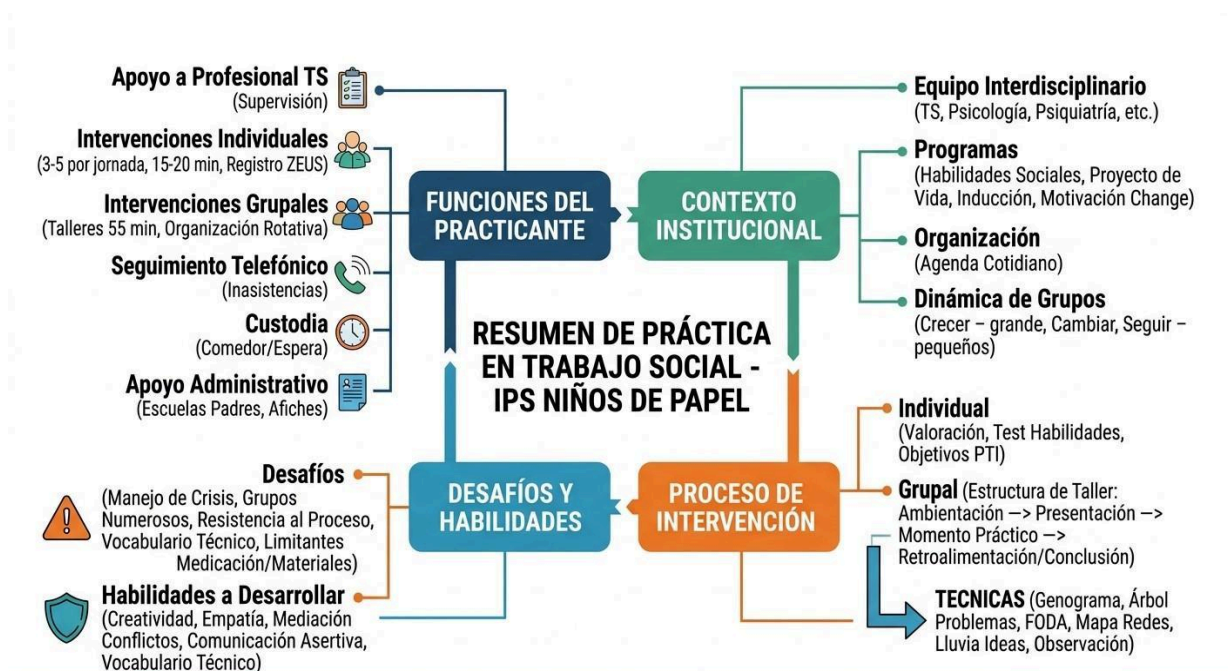 Apoyo a Profesional TS
(Supervisión)
Intervenciones Individuales
(3-5 por jornada, 15-20 min, Registro ZEUS)
Intervenciones Grupales
(Talleres 55 min, Organización Rotativa)
Seguimiento Telefónico
(Inasistencias)
Custodia
(Comedor/Espera)
Apoyo Administrativo
(Escuelas Padres, Afiches)
FUNCIONES DEL
PRACTICANTE
CONTEXTO
INSTITUCIONAL
Equipo Interdisciplinario
(TS, Psicología, Psiquiatría, etc.)
Programas
(Habilidades Sociales, Proyecto de
Vida, Inducción, Motivación Change)
Organización
(Agenda Cotidiano)
Dinámica de Grupos
(Crecer – grande, Cambiar, Seguir –
pequeños)
RESUMEN DE PRÁCTICA
EN TRABAJO SOCIAL -
IPS NIÑOS DE PAPEL
Desafíos
(Manejo de Crisis, Grupos
Numerosos, Resistencia al Proceso,
Vocabulario Técnico, Limitantes
Medicación/Materiales)
Habilidades a Desarrollar
(Creatividad, Empatía, Mediación
Conflictos, Comunicación Asertiva,
Vocabulario Técnico)
DESAFÍOS Y
HABILIDADES
PROCESO DE
INTERVENCIÓN
Individual
(Valoración, Test Habilidades,
Objetivos PTI)
Grupal (Estructura de Taller:
Ambientación —> Presentación —>
Momento Práctico —>
Retroalimentación/Conclusión)
TECNICAS (Genograma, Árbol
Problemas, FODA, Mapa Redes,
Lluvia Ideas, Observación)